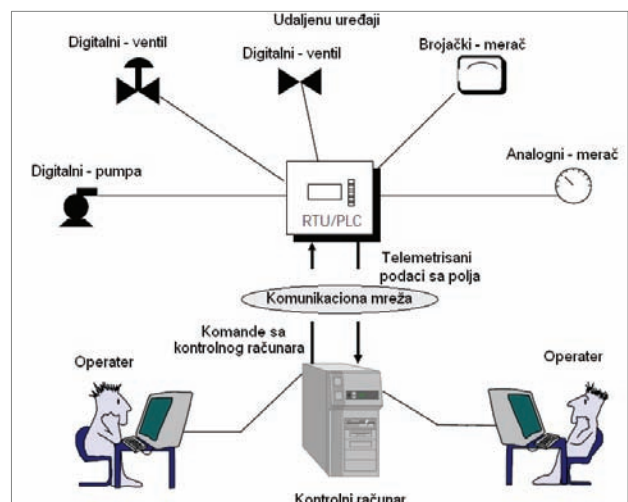 Udaljenu uređaji
Digitalni - ventil
Digitalni - ventil
Brojački - merač
Analogni - merač
Digitalni - pumpa
RTU/PLC
Telemetrisani
podaci sa polja
Komunikaciona mreža
Komande sa
kontrolnog računara
Operater
Operater
Kontrolni računar